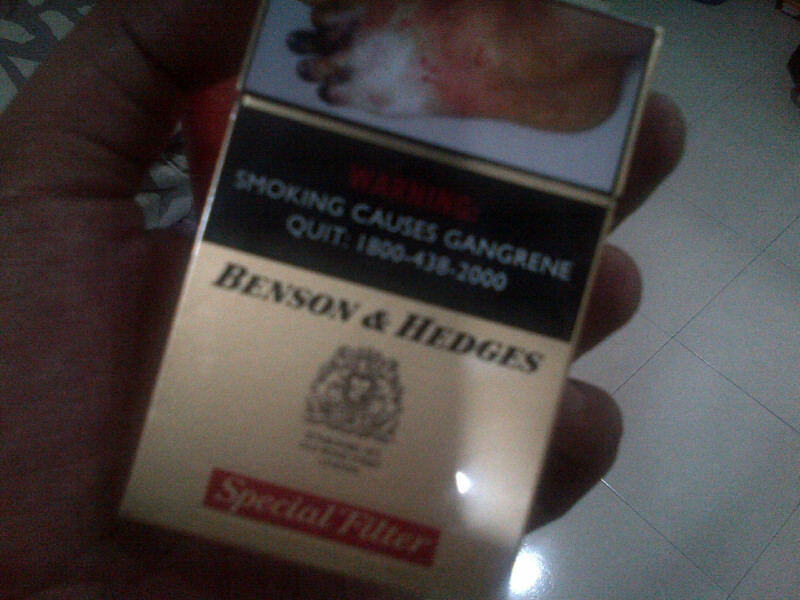 WARNING:
SMOKING CAUSES GANGRENE
QUIT: 1800-438-2000
BENSON & HEDGES
Special Filter